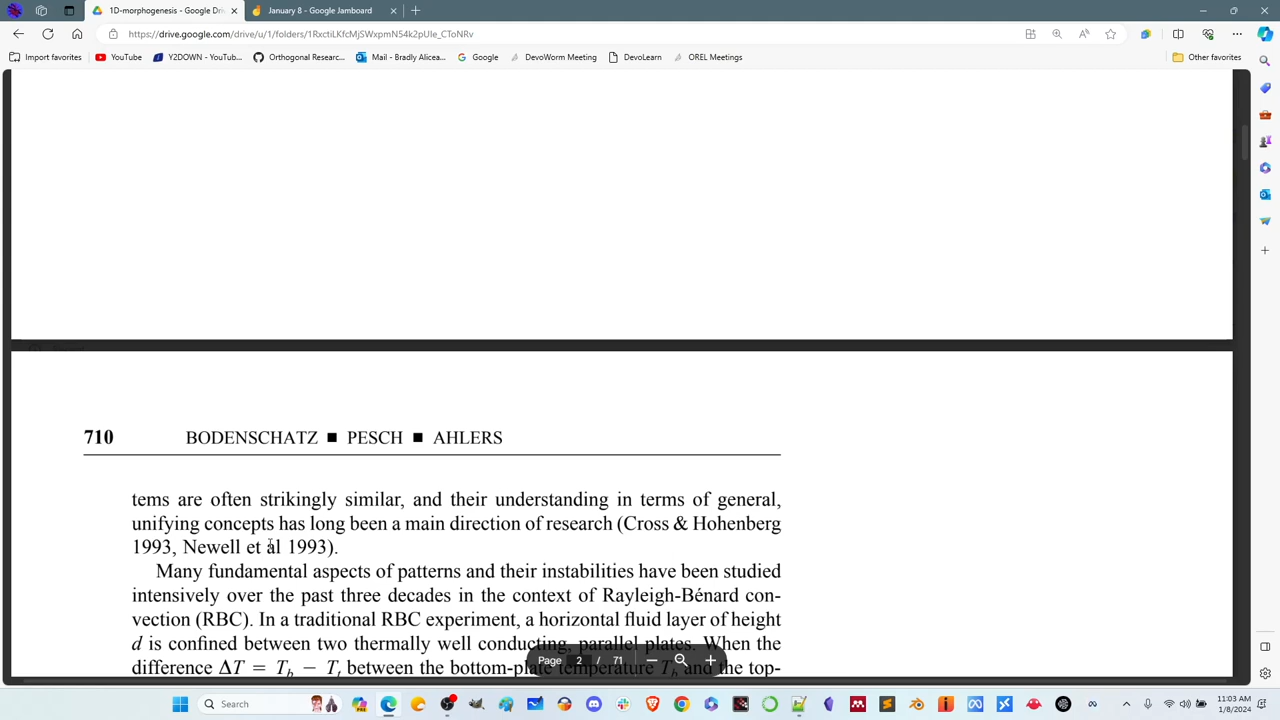 1D-morphogenesis - Google Dri
January 8 - Google Jamboard
https://drive.google.com/drive/u/1/folders/1RxctiLKfcMjSWxpmN54k2pUIe_CToNRv
Import favorites
YouTube
Y2DOWN - YouTub...
Orthogonal Researc...
Mail - Bradly Alicea...
Google
DevoWorm Meeting
DevoLearn
OREL Meetings
Other favorites
710 BODENSCHATZ ■ PESCH ■ AHLERS
tems are often strikingly similar, and their understanding in terms of general,
unifying concepts has long been a main direction of research (Cross & Hohenberg
1993, Newell et al 1993).
Many fundamental aspects of patterns and their instabilities have been studied
intensively over the past three decades in the context of Rayleigh-Bénard con-
vection (RBC). In a traditional RBC experiment, a horizontal fluid layer of height
d is confined between two thermally well conducting, parallel plates. When the
difference ΔT = T_b − T_t between the bottom-plate temperature T_b and the top-
Page 2 / 71
Search
11:03 AM
1/8/2024